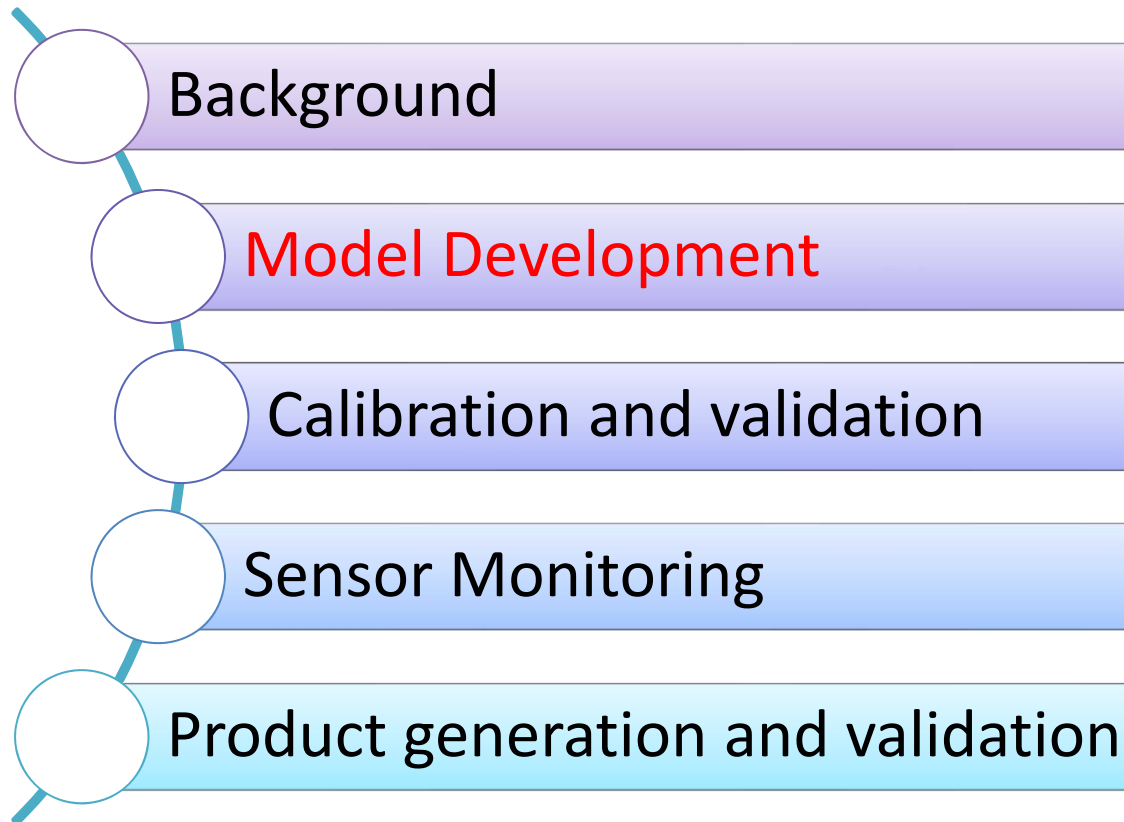 Background
Model Development
Calibration and validation
Sensor Monitoring
Product generation and validation